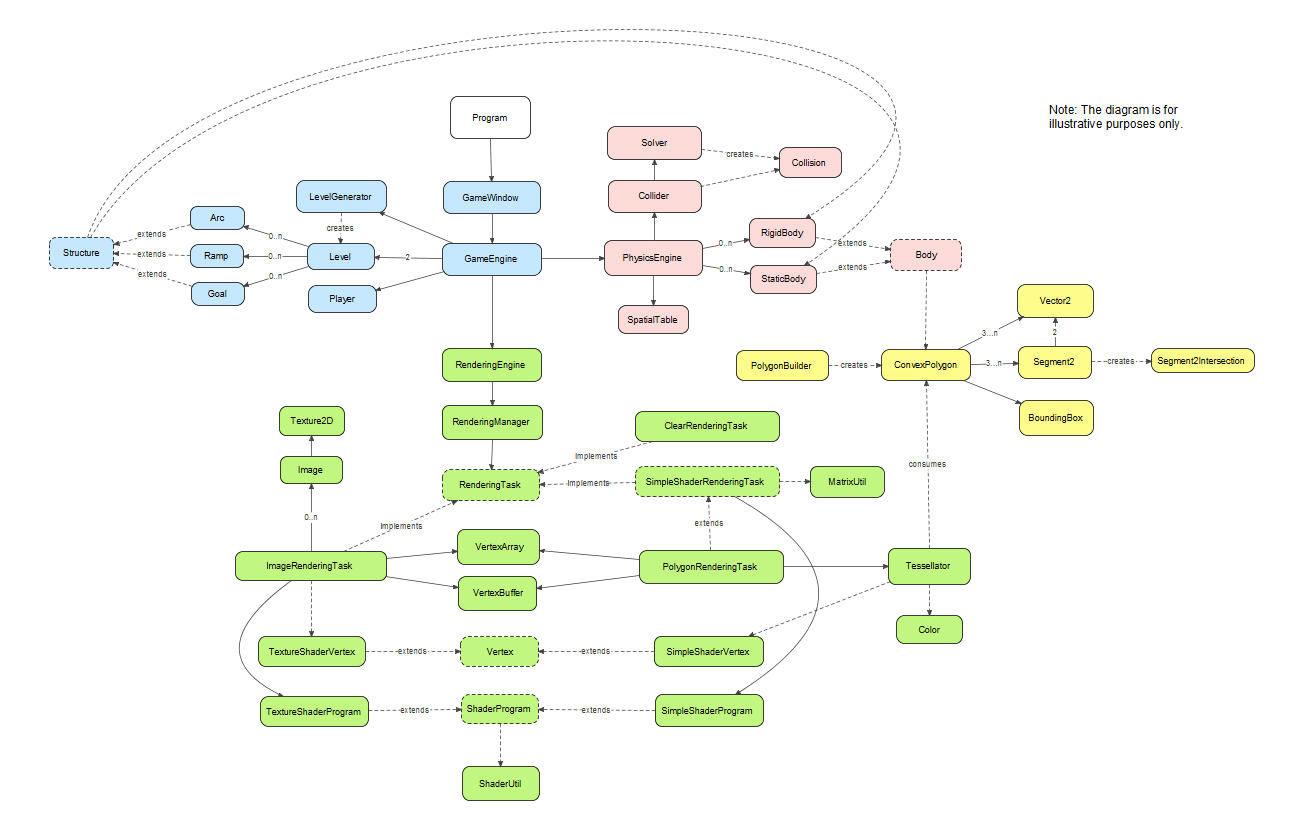 Note: The diagram is for
illustrative purposes only.
Program
Solver
creates
Collision
LevelGenerator
GameWindow
Collider
Arc
creates
RigidBody
extends
0..n
0..n
extends
Structure
extends
Ramp
0..n
Level
2
GameEngine
PhysicsEngine
Body
extends
0..n
0..n
StaticBody
extends
Goal
Player
SpatialTable
Vector2
3...n
2
RenderingEngine
PolygonBuilder
creates
ConvexPolygon
3...n
Segment2
creates
Segment2Intersection
Texture2D
RenderingManager
ClearRenderingTask
BoundingBox
implements
Image
RenderingTask
implements
SimpleShaderRenderingTask
MatrixUtil
consumes
0..n
implements
extends
VertexArray
ImageRenderingTask
PolygonRenderingTask
Tessellator
VertexBuffer
Color
TextureShaderVertex
extends
Vertex
extends
SimpleShaderVertex
TextureShaderProgram
extends
ShaderProgram
extends
SimpleShaderProgram
ShaderUtil